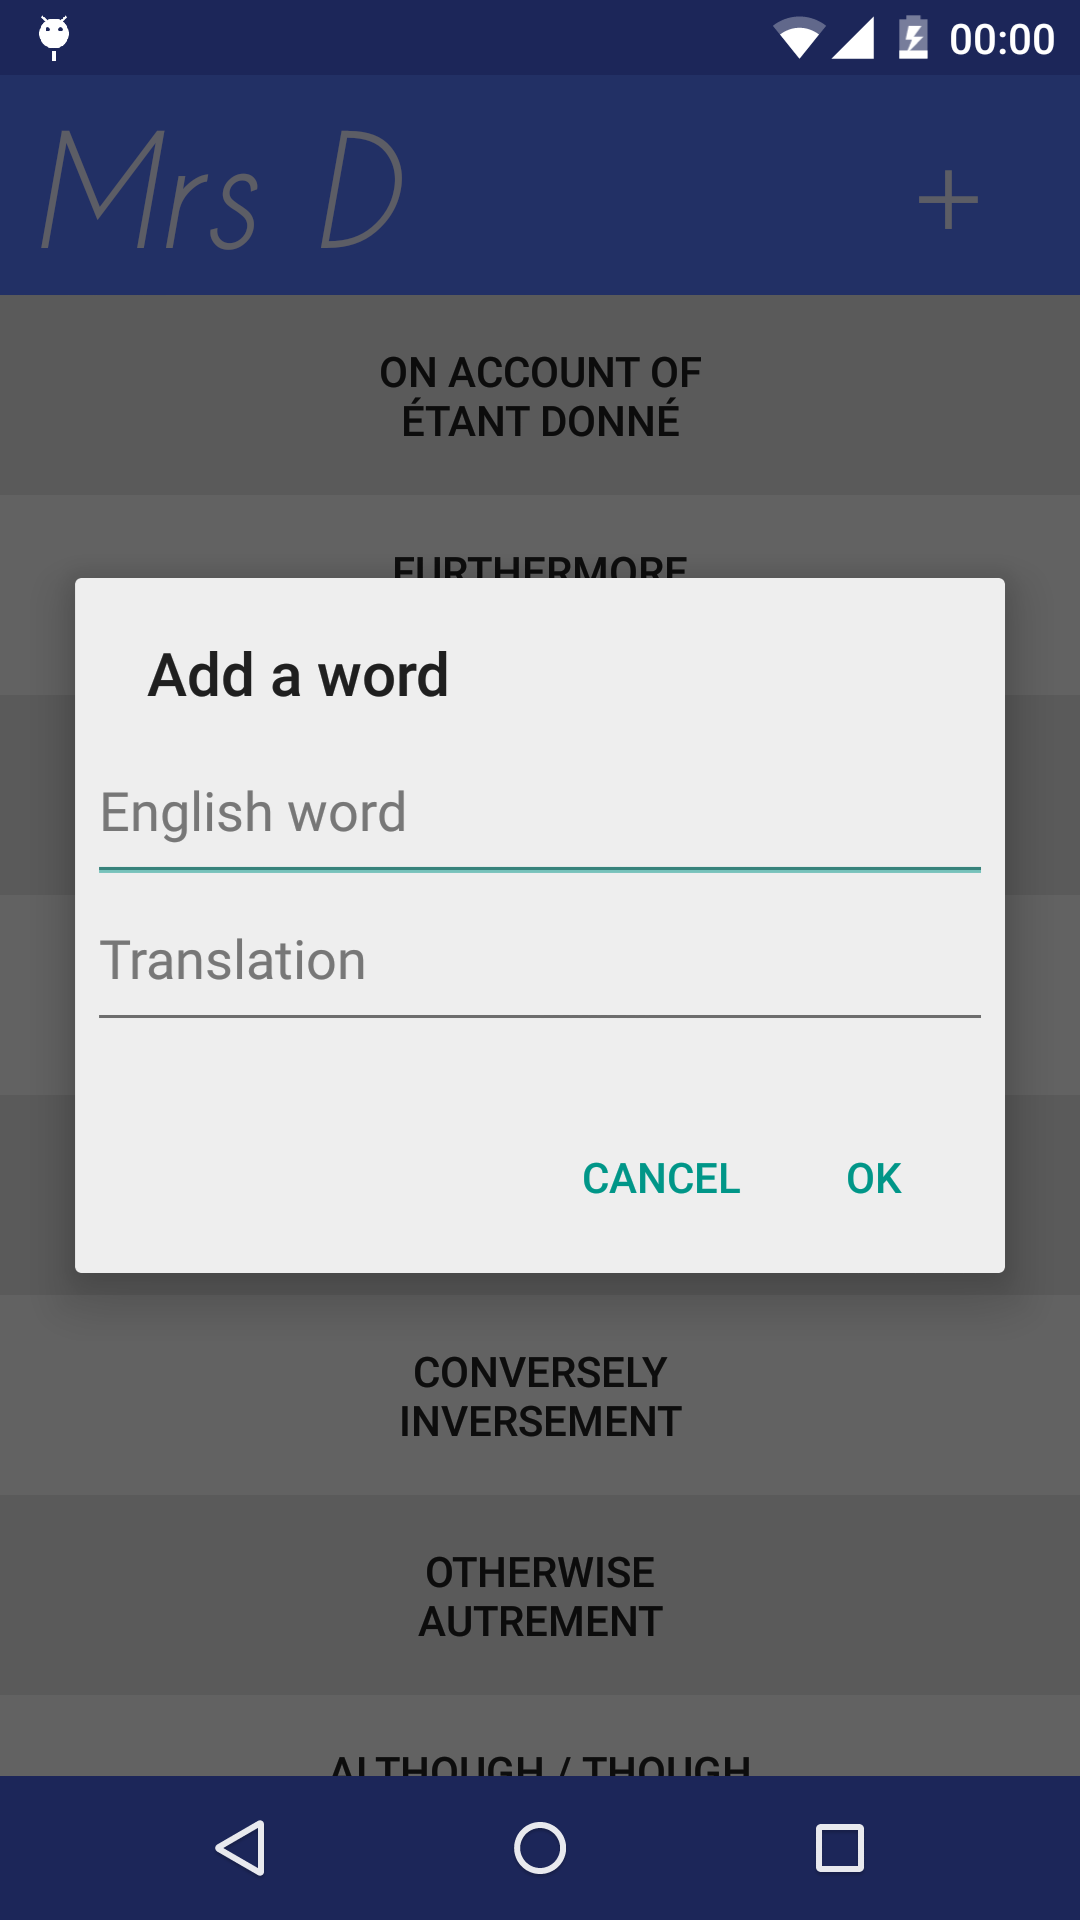 00:00
Mrs D
+
ON ACCOUNT OF
ÉTANT DONNÉ
FURTHERMORE
Add a word
English word
Translation
CANCEL OK
CONVERSELY
INVERSEMENT
OTHERWISE
AUTREMENT
ALTHOUGH / THOUGH